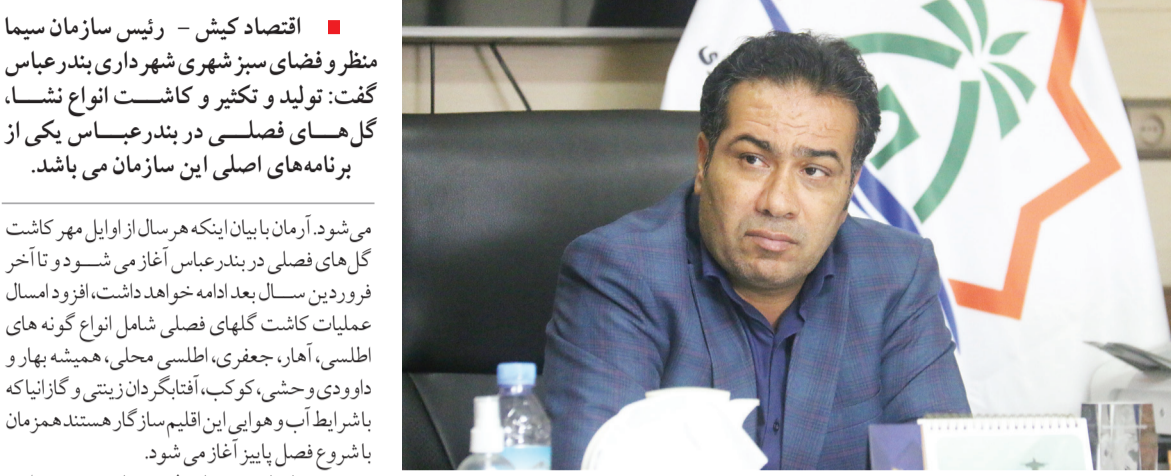 اقتصاد کیش - رئیس سازمان سیما
منظر و فضای سبز شهری شهرداری بندرعباس
گفت: تولید و تکثیر و کاشت انواع نشا،
گل‌های فصلی در بندرعباس یکی از
برنامه‌های اصلی این سازمان می باشد.
می‌شود. آرمان با بیان اینکه هر سال از اوایل مهر کاشت
گل های فصلی در بندرعباس آغاز می شود و تا آخر
فروردین سال بعد ادامه خواهد داشت، افزود امسال
عملیات کاشت گلهای فصلی شامل انواع گونه های
اطلسی، آهار، جعفری، اطلسی محلی، همیشه بهار و
داوودی وحشی، کوکب، آفتابگردان زینتی و گازانیا که
با شرایط آب و هوایی این اقلیم سازگار هستند همزمان
با شروع فصل پاییز آغاز می شود.